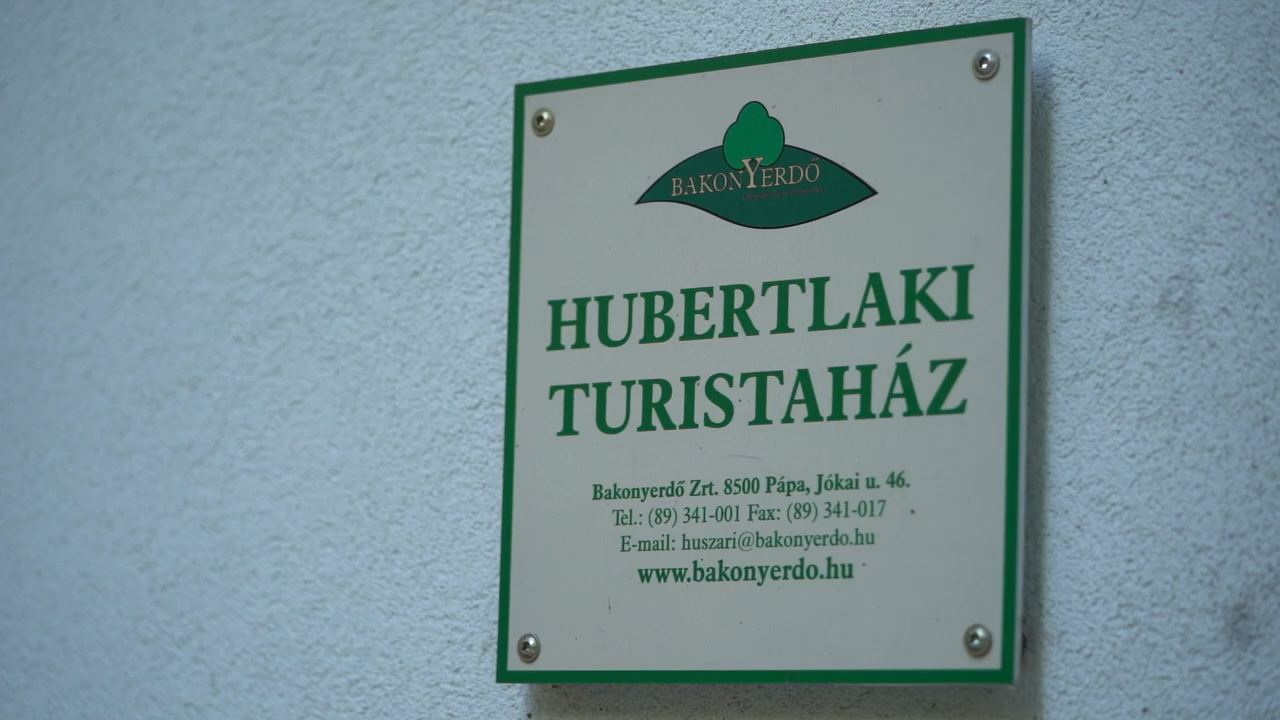 BAKONYERDŐ
HUBERTLAKI
TURISTAHÁZ
Bakonyerdő Zrt. 8500 Pápa, Jókai u. 46.
Tel.: (89) 341-001 Fax: (89) 341-017
E-mail: huszari@bakonyerdo.hu
www.bakonyerdo.hu